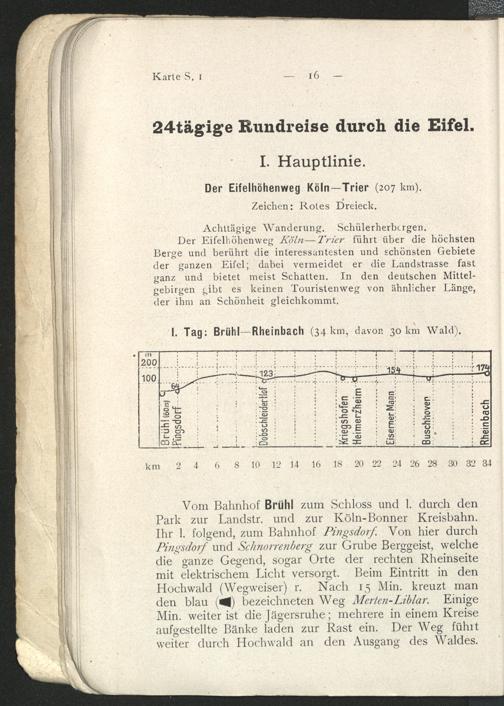 Karte S, 1
— 16 —
24tägige Rundreise durch die Eifel.
I. Hauptlinie.
Der Eifelhöhenweg Köln—Trier (207 km).
Zeichen: Rotes Dreieck.
Achttägige Wanderung. Schülerherbergen.
Der Eifelhöhenweg Köln—Trier führt über die höchsten
Berge und berührt die interessantesten und schönsten Gebiete
der ganzen Eifel; dabei vermeidet er die Landstrasse fast
ganz und bietet meist Schatten. In den deutschen Mittel-
gebirgen gibt es keinen Touristenweg von ähnlicher Länge,
der ihm an Schönheit gleichkommt.
I. Tag: Brühl—Rheinbach (34 km, davon 30 km Wald).
m
200
100
64
123
154
174
Brühl (60m)
Pingsdorf
Dobschleiderhof
Kriegshofen
Heimerzheim
Eiserner Mann
Buschhoven
Rheinbach
km 2 4 6 8 10 12 14 16 18 20 22 24 26 28 30 32 34
Vom Bahnhof Brühl zum Schloss und l. durch den
Park zur Landstr. und zur Köln-Bonner Kreisbahn.
Ihr l. folgend, zum Bahnhof Pingsdorf. Von hier durch
Pingsdorf und Schnorrenberg zur Grube Berggeist, welche
die ganze Gegend, sogar Orte der rechten Rheinseite
mit elektrischem Licht versorgt. Beim Eintritt in den
Hochwald (Wegweiser) r. Nach 15 Min. kreuzt man
den blau (◀) bezeichneten Weg Merten-Liblar. Einige
Min. weiter ist die Jägersruhe; mehrere in einem Kreise
aufgestellte Bänke laden zur Rast ein. Der Weg führt
weiter durch Hochwald an den Ausgang des Waldes.